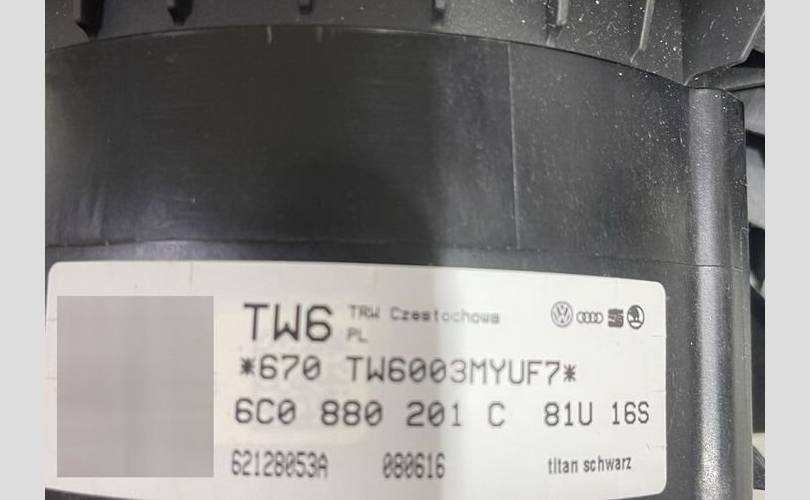 TW6 TRW Czestochowa
PL
*670 TW6003MYUF7*
6C0 880 201 C 81U 16S
62128053A 080616 titan schwarz